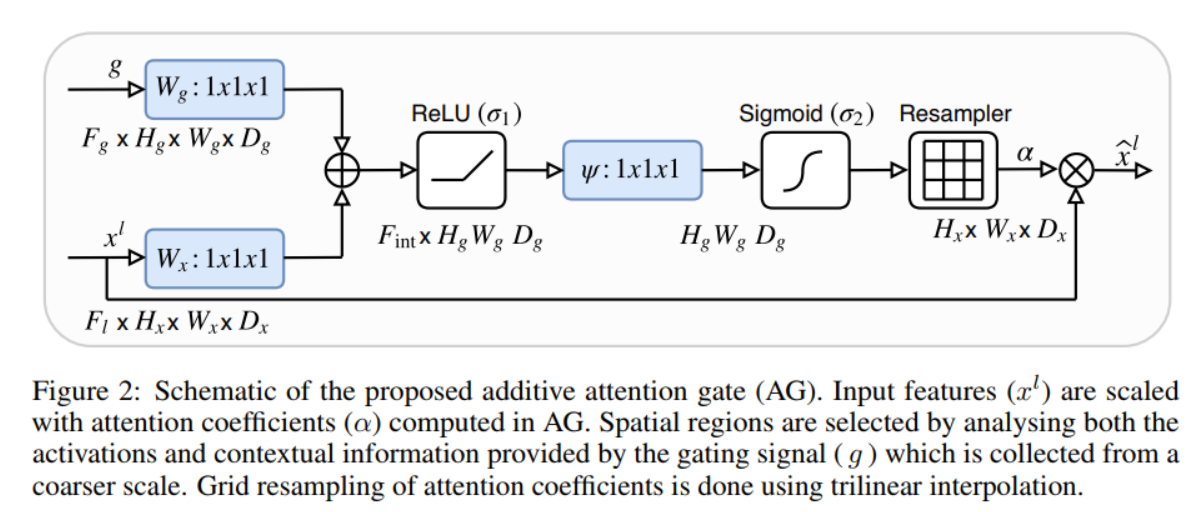 g
W_g : 1x1x1
F_g x H_g x W_g x D_g
x^l
W_x : 1x1x1
F_l x H_x x W_x x D_x
ReLU (σ_1)
F_int x H_g W_g D_g
ψ : 1x1x1
Sigmoid (σ_2)
H_g W_g D_g
Resampler
H_x x W_x x D_x
α
x̂^l
Figure 2: Schematic of the proposed additive attention gate (AG). Input features (x^l) are scaled
with attention coefficients (α) computed in AG. Spatial regions are selected by analysing both the
activations and contextual information provided by the gating signal (g) which is collected from a
coarser scale. Grid resampling of attention coefficients is done using trilinear interpolation.